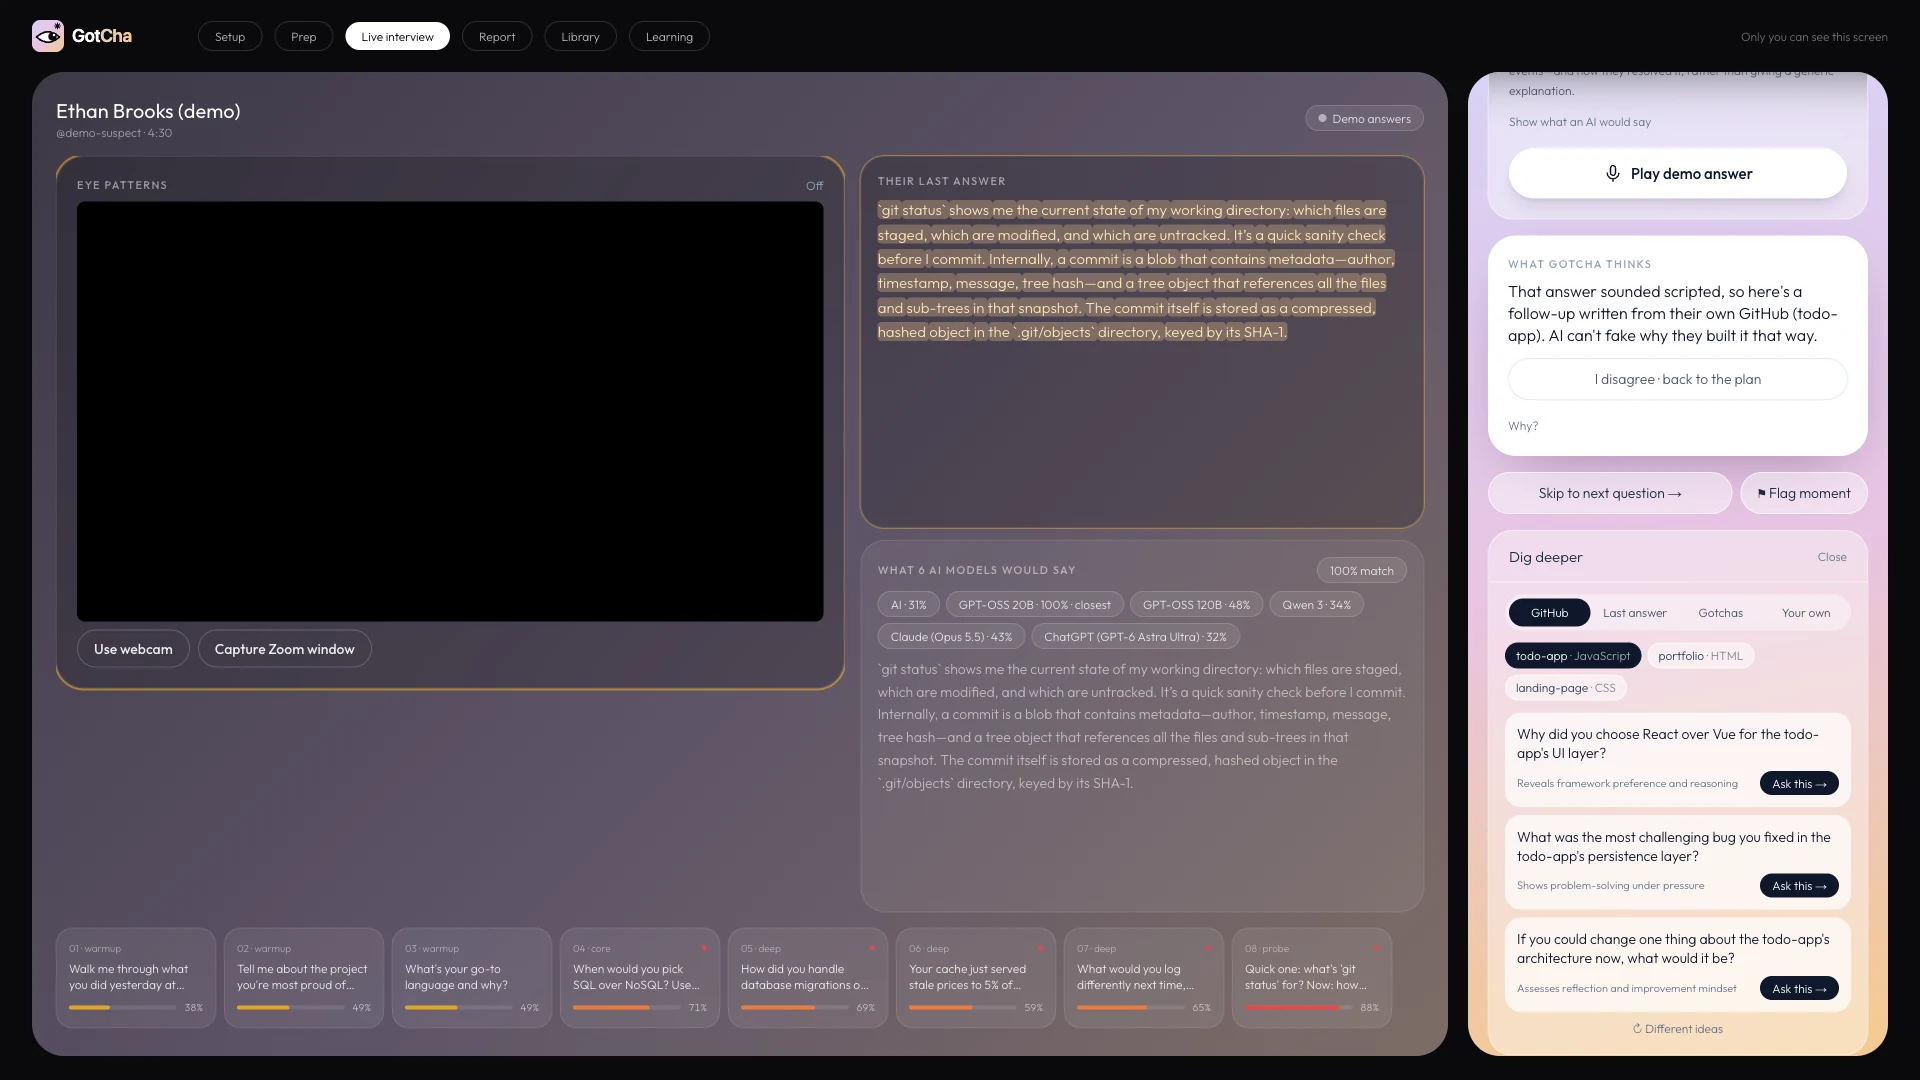 GotCha
Setup
Prep
Live interview
Report
Library
Learning
Only you can see this screen
Ethan Brooks (demo)
@demo-suspect · 4:30
Demo answers
EYE PATTERNS
Off
Use webcam
Capture Zoom window
THEIR LAST ANSWER
`git status` shows me the current state of my working directory: which files are
staged, which are modified, and which are untracked. It's a quick sanity check
before I commit. Internally, a commit is a blob that contains metadata—author,
timestamp, message, tree hash—and a tree object that references all the files
and sub-trees in that snapshot. The commit itself is stored as a compressed,
hashed object in the `.git/objects` directory, keyed by its SHA-1.
WHAT 6 AI MODELS WOULD SAY
100% match
AI · 31%
GPT-OSS 20B · 100% · closest
GPT-OSS 120B · 48%
Qwen 3 · 34%
Claude (Opus 5.5) · 43%
ChatGPT (GPT-6 Astra Ultra) · 32%
`git status` shows me the current state of my working directory: which files are staged,
which are modified, and which are untracked. It's a quick sanity check before I commit.
Internally, a commit is a blob that contains metadata—author, timestamp, message,
tree hash—and a tree object that references all the files and sub-trees in that
snapshot. The commit itself is stored as a compressed, hashed object in the
`.git/objects` directory, keyed by its SHA-1.
01 · warmup
Walk me through what
you did yesterday at...
38%
02 · warmup
Tell me about the project
you're most proud of...
49%
03 · warmup
What's your go-to
language and why?
49%
04 · core
When would you pick
SQL over NoSQL? Use...
71%
05 · deep
How did you handle
database migrations o...
69%
06 · deep
Your cache just served
stale prices to 5% of...
59%
07 · deep
What would you log
differently next time,...
65%
08 · probe
Quick one: what's 'git
status' for? Now: how...
88%
events—and how they resolved it, rather than giving a generic
explanation.
Show what an AI would say
Play demo answer
WHAT GOTCHA THINKS
That answer sounded scripted, so here's a
follow-up written from their own GitHub (todo-
app). AI can't fake why they built it that way.
I disagree · back to the plan
Why?
Skip to next question →
⚑ Flag moment
Dig deeper
Close
GitHub
Last answer
Gotchas
Your own
todo-app · JavaScript
portfolio · HTML
landing-page · CSS
Why did you choose React over Vue for the todo-
app's UI layer?
Reveals framework preference and reasoning
Ask this →
What was the most challenging bug you fixed in the
todo-app's persistence layer?
Shows problem-solving under pressure
Ask this →
If you could change one thing about the todo-app's
architecture now, what would it be?
Assesses reflection and improvement mindset
Ask this →
↻ Different ideas